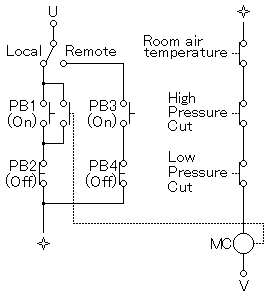 U
Local
Remote
PB1
(On)
PB3
(On)
PB2
(Off)
PB4
(Off)
Room air
temperature
High
Pressure
Cut
Low
Pressure
Cut
MC
V